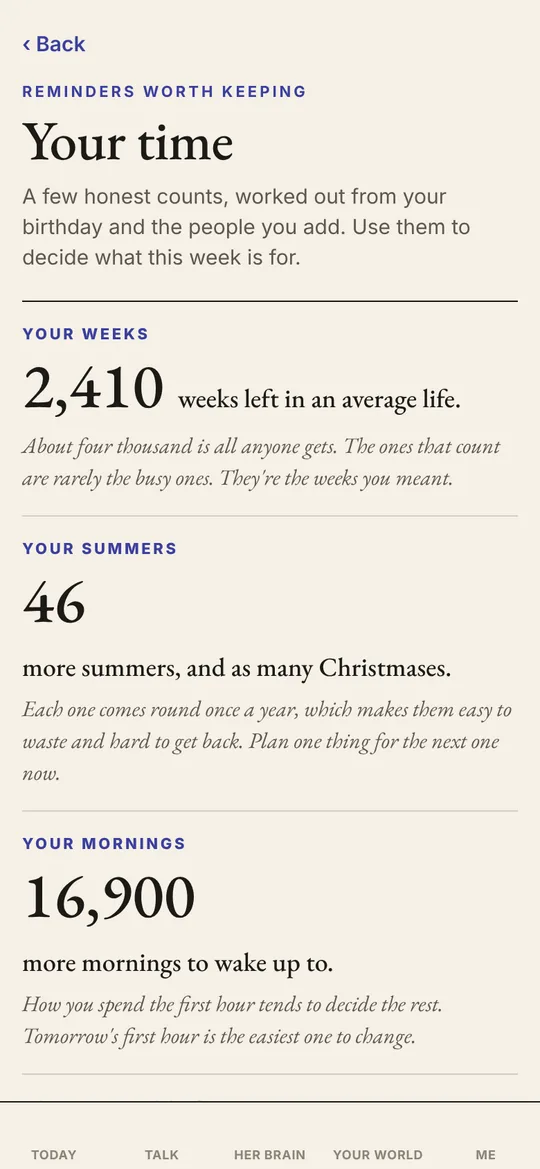 ‹ Back
REMINDERS WORTH KEEPING
Your time
A few honest counts, worked out from your
birthday and the people you add. Use them to
decide what this week is for.
YOUR WEEKS
2,410 weeks left in an average life.
About four thousand is all anyone gets. The ones that count
are rarely the busy ones. They're the weeks you meant.
YOUR SUMMERS
46
more summers, and as many Christmases.
Each one comes round once a year, which makes them easy to
waste and hard to get back. Plan one thing for the next one
now.
YOUR MORNINGS
16,900
more mornings to wake up to.
How you spend the first hour tends to decide the rest.
Tomorrow's first hour is the easiest one to change.
TODAY TALK HER BRAIN YOUR WORLD ME